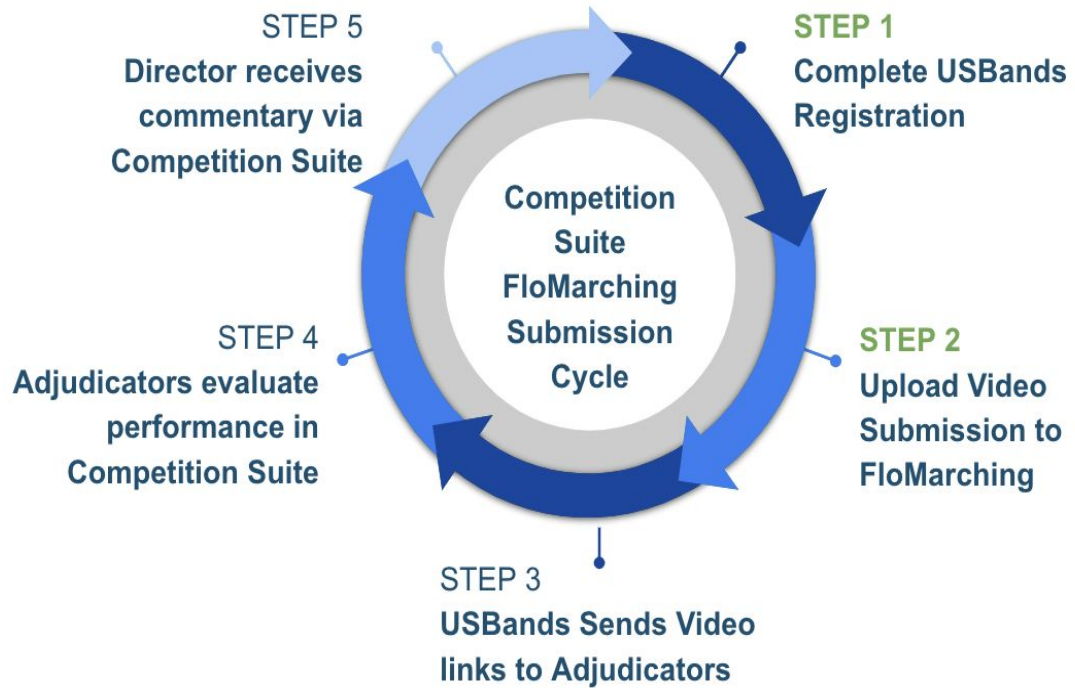 Competition
Suite
FloMarching
Submission
Cycle
STEP 1
Complete USBands
Registration
STEP 2
Upload Video
Submission to
FloMarching
STEP 3
USBands Sends Video
links to Adjudicators
STEP 4
Adjudicators evaluate
performance in
Competition Suite
STEP 5
Director receives
commentary via
Competition Suite